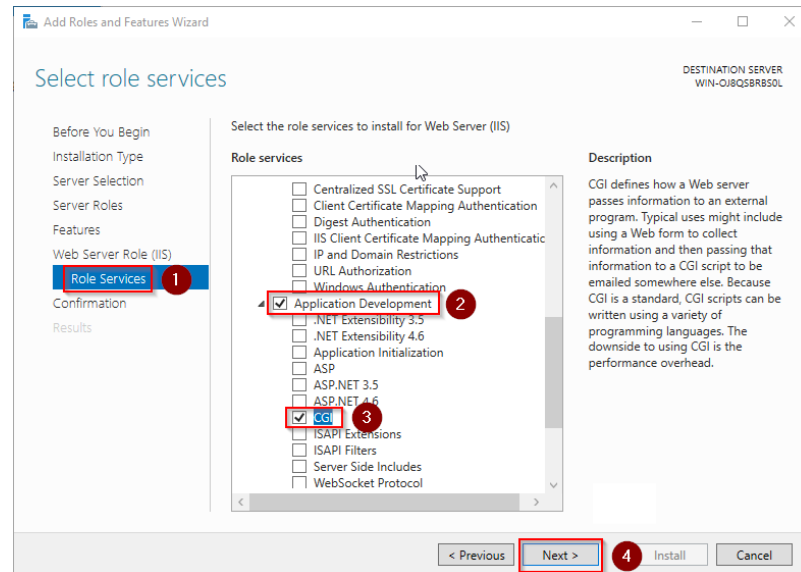 Add Roles and Features Wizard
Select role services
DESTINATION SERVER
WIN-OJ8QSBRBS0L
Before You Begin
Installation Type
Server Selection
Server Roles
Features
Web Server Role (IIS)
Role Services
1
Confirmation
Results
Select the role services to install for Web Server (IIS)
Role services
Centralized SSL Certificate Support
Client Certificate Mapping Authentication
Digest Authentication
IIS Client Certificate Mapping Authenticatic
IP and Domain Restrictions
URL Authorization
Windows Authentication
Application Development
2
.NET Extensibility 3.5
.NET Extensibility 4.6
Application Initialization
ASP
ASP.NET 3.5
ASP.NET 4.6
CGI
3
ISAPI Extensions
ISAPI Filters
Server Side Includes
WebSocket Protocol
Description
CGI defines how a Web server
passes information to an external
program. Typical uses might include
using a Web form to collect
information and then passing that
information to a CGI script to be
emailed somewhere else. Because
CGI is a standard, CGI scripts can be
written using a variety of
programming languages. The
downside to using CGI is the
performance overhead.
< Previous
Next >
4
Install
Cancel